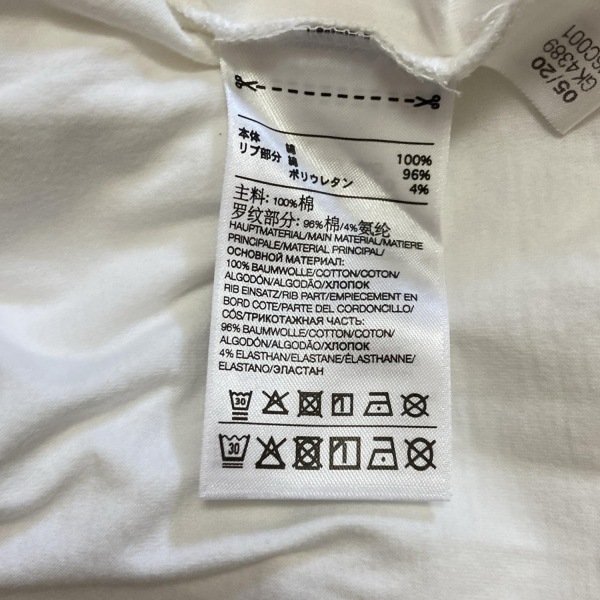 本体 綿 100%
リブ部分 綿 96%
ポリウレタン 4%
主料: 100%棉
罗纹部分: 96%棉/4%氨纶
HAUPTMATERIAL/MAIN MATERIAL/MATIERE
PRINCIPALE/MATERIAL PRINCIPAL/
ОСНОВНОЙ МАТЕРИАЛ:
100% BAUMWOLLE/COTTON/COTON/
ALGODÓN/ALGODÃO/ХЛОПОК
RIB EINSATZ/RIB PART/EMPIECEMENT EN
BORD COTE/PARTE DEL CORDONCILLO/
CÓS/ТРИКОТАЖНАЯ ЧАСТЬ:
96% BAUMWOLLE/COTTON/COTON/
ALGODÓN/ALGODÃO/ХЛОПОК
4% ELASTHAN/ELASTANE/ÉLASTHANNE/
ELASTANO/ЭЛАСТАН
30
30
05/20
GK4389